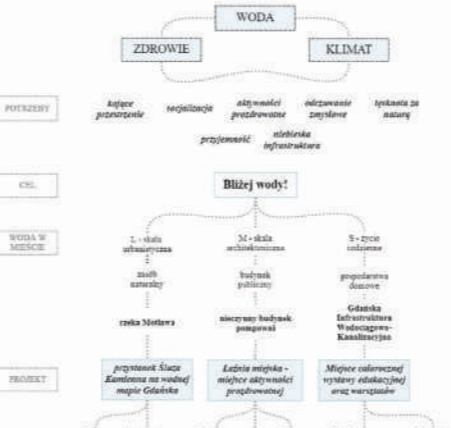 WODA
ZDROWIE
KLIMAT
POTRZEBY
kojące
przestrzenie
socjalizacja
aktywności
prozdrowotne
odczuwanie
zmysłowe
tęsknota za
naturą
przyjemność
niebieska
infrastruktura
CEL
Bliżej wody!
WODA W
MIEŚCIE
L - skala
urbanistyczna
M - skala
architektoniczna
S - życie
codzienne
zasób
naturalny
budynek
publiczny
gospodarstwa
domowe
rzeka Motława
nieczynny budynek
pompowni
Gdańska
Infrastruktura
Wodociągowo-
Kanalizacyjna
PROJEKT
przystanek Śluza
Kamienna na wodnej
mapie Gdańska
Łaźnia miejska -
miejsce aktywności
prozdrowotnej
Miejsce całorocznej
wystawy edukacyjnej
oraz warsztatów